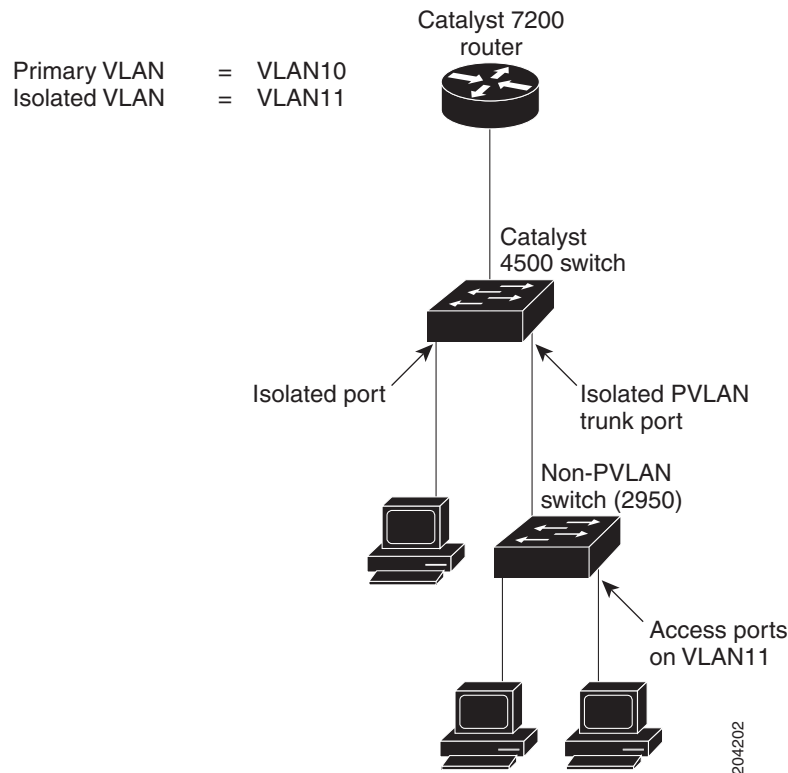 Catalyst 7200
router
Primary VLAN = VLAN10
Isolated VLAN = VLAN11
Catalyst
4500 switch
Isolated port
Isolated PVLAN
trunk port
Non-PVLAN
switch (2950)
Access ports
on VLAN11
204202